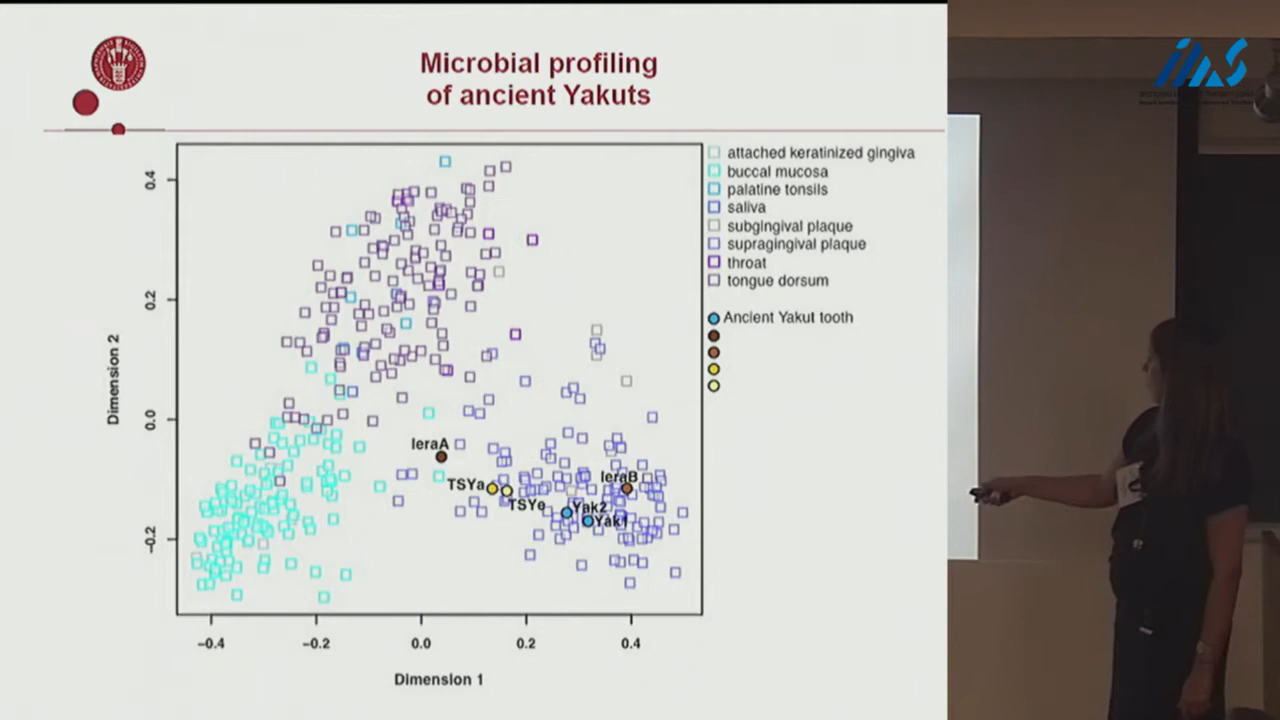 Microbial profiling
of ancient Yakuts
attached keratinized gingiva
buccal mucosa
palatine tonsils
saliva
subgingival plaque
supragingival plaque
throat
tongue dorsum
Ancient Yakut tooth
Dimension 2
0.4
0.2
0.0
−0.2
IeraA
TSYa
TSYe
IeraB
Yak2
Yak1
−0.4
−0.2
0.0
0.2
0.4
Dimension 1